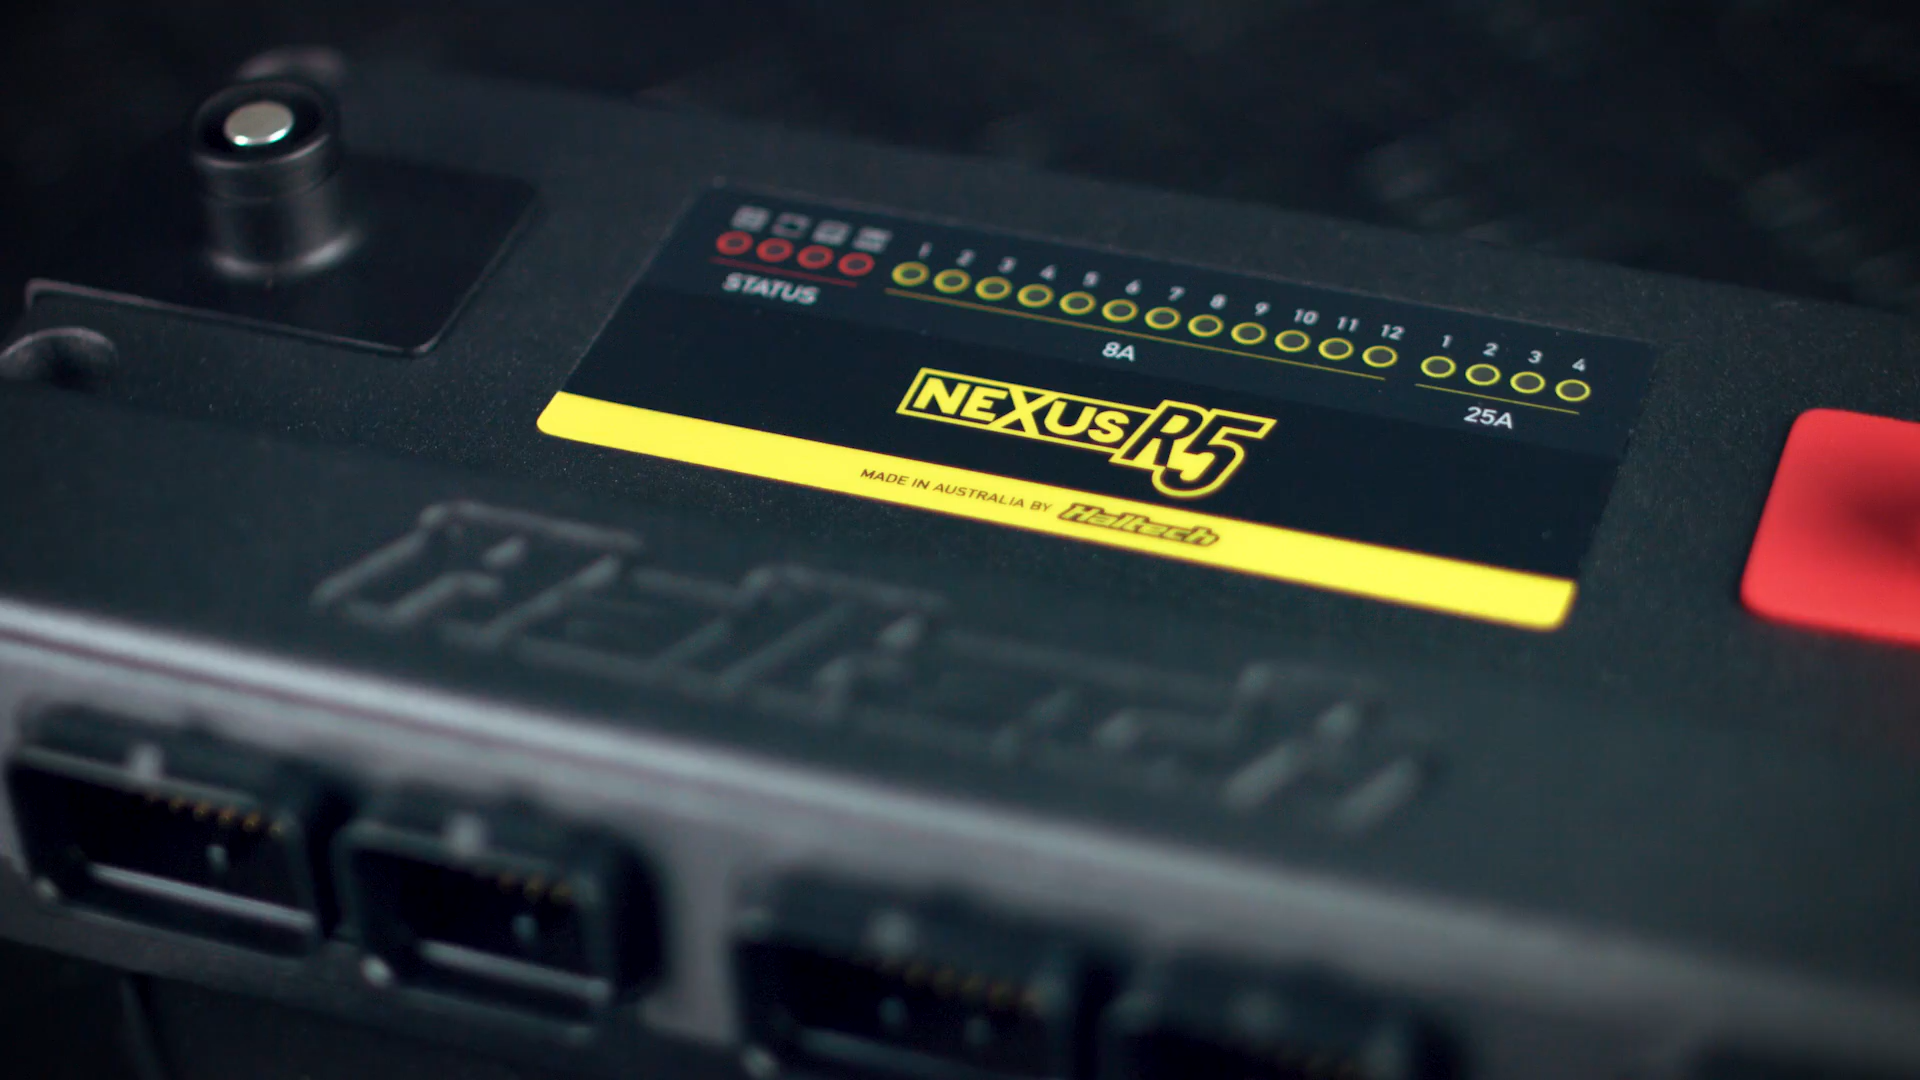 1 2 3 4 5 6 7 8 9 10 11 12 1 2 3 4
STATUS
8A
25A
NEXUS R5
MADE IN AUSTRALIA BY Haltech
Haltech